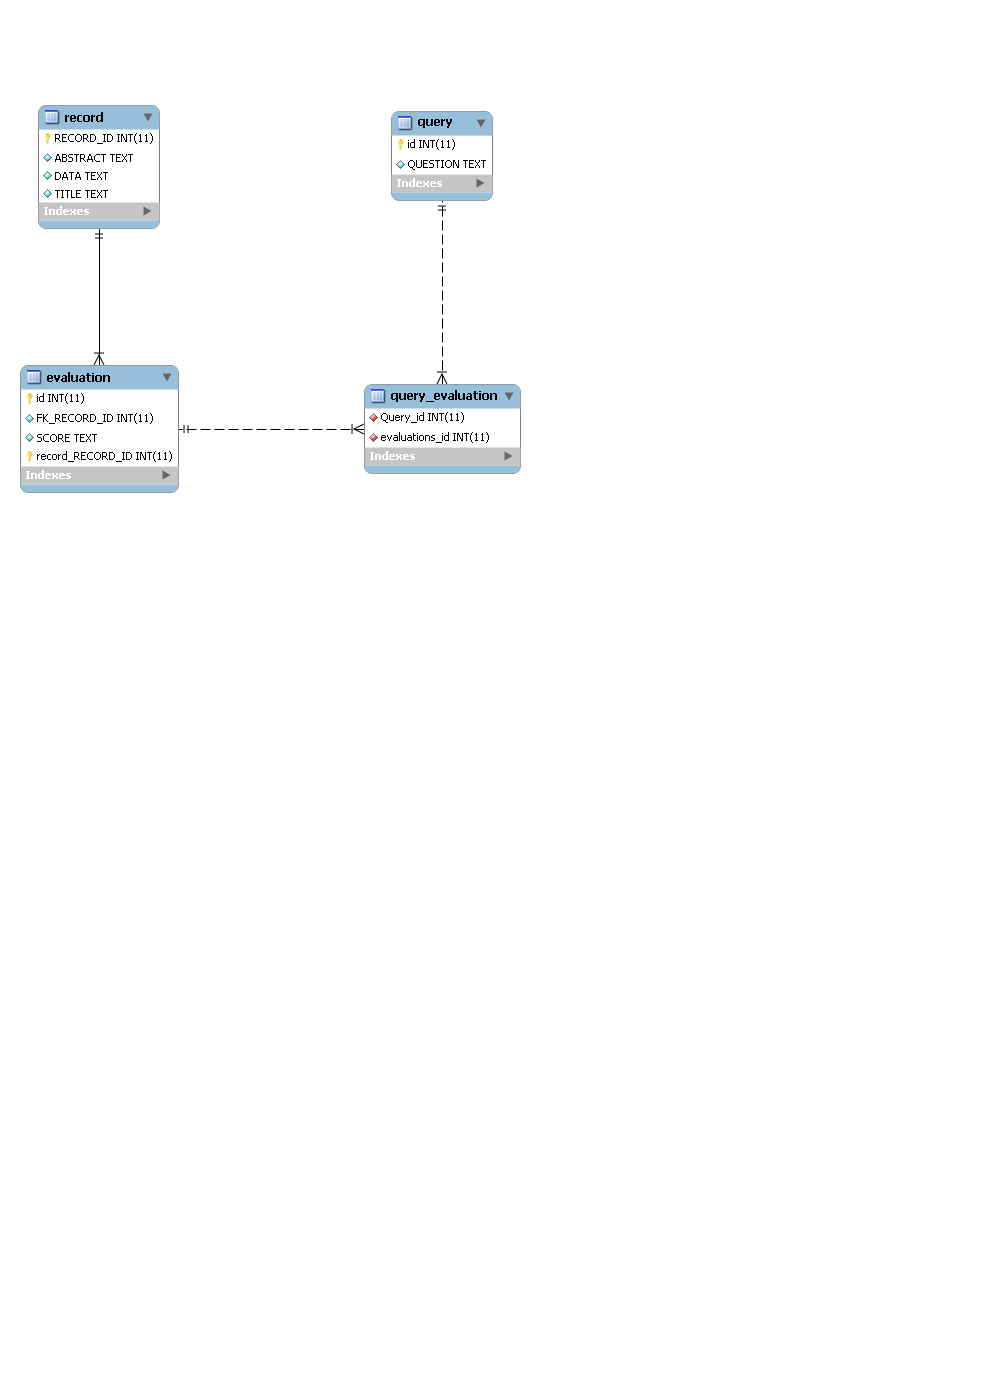 record
RECORD_ID INT(11)
ABSTRACT TEXT
DATA TEXT
TITLE TEXT
Indexes
query
id INT(11)
QUESTION TEXT
Indexes
evaluation
id INT(11)
FK_RECORD_ID INT(11)
SCORE TEXT
record_RECORD_ID INT(11)
Indexes
query_evaluation
Query_id INT(11)
evaluations_id INT(11)
Indexes